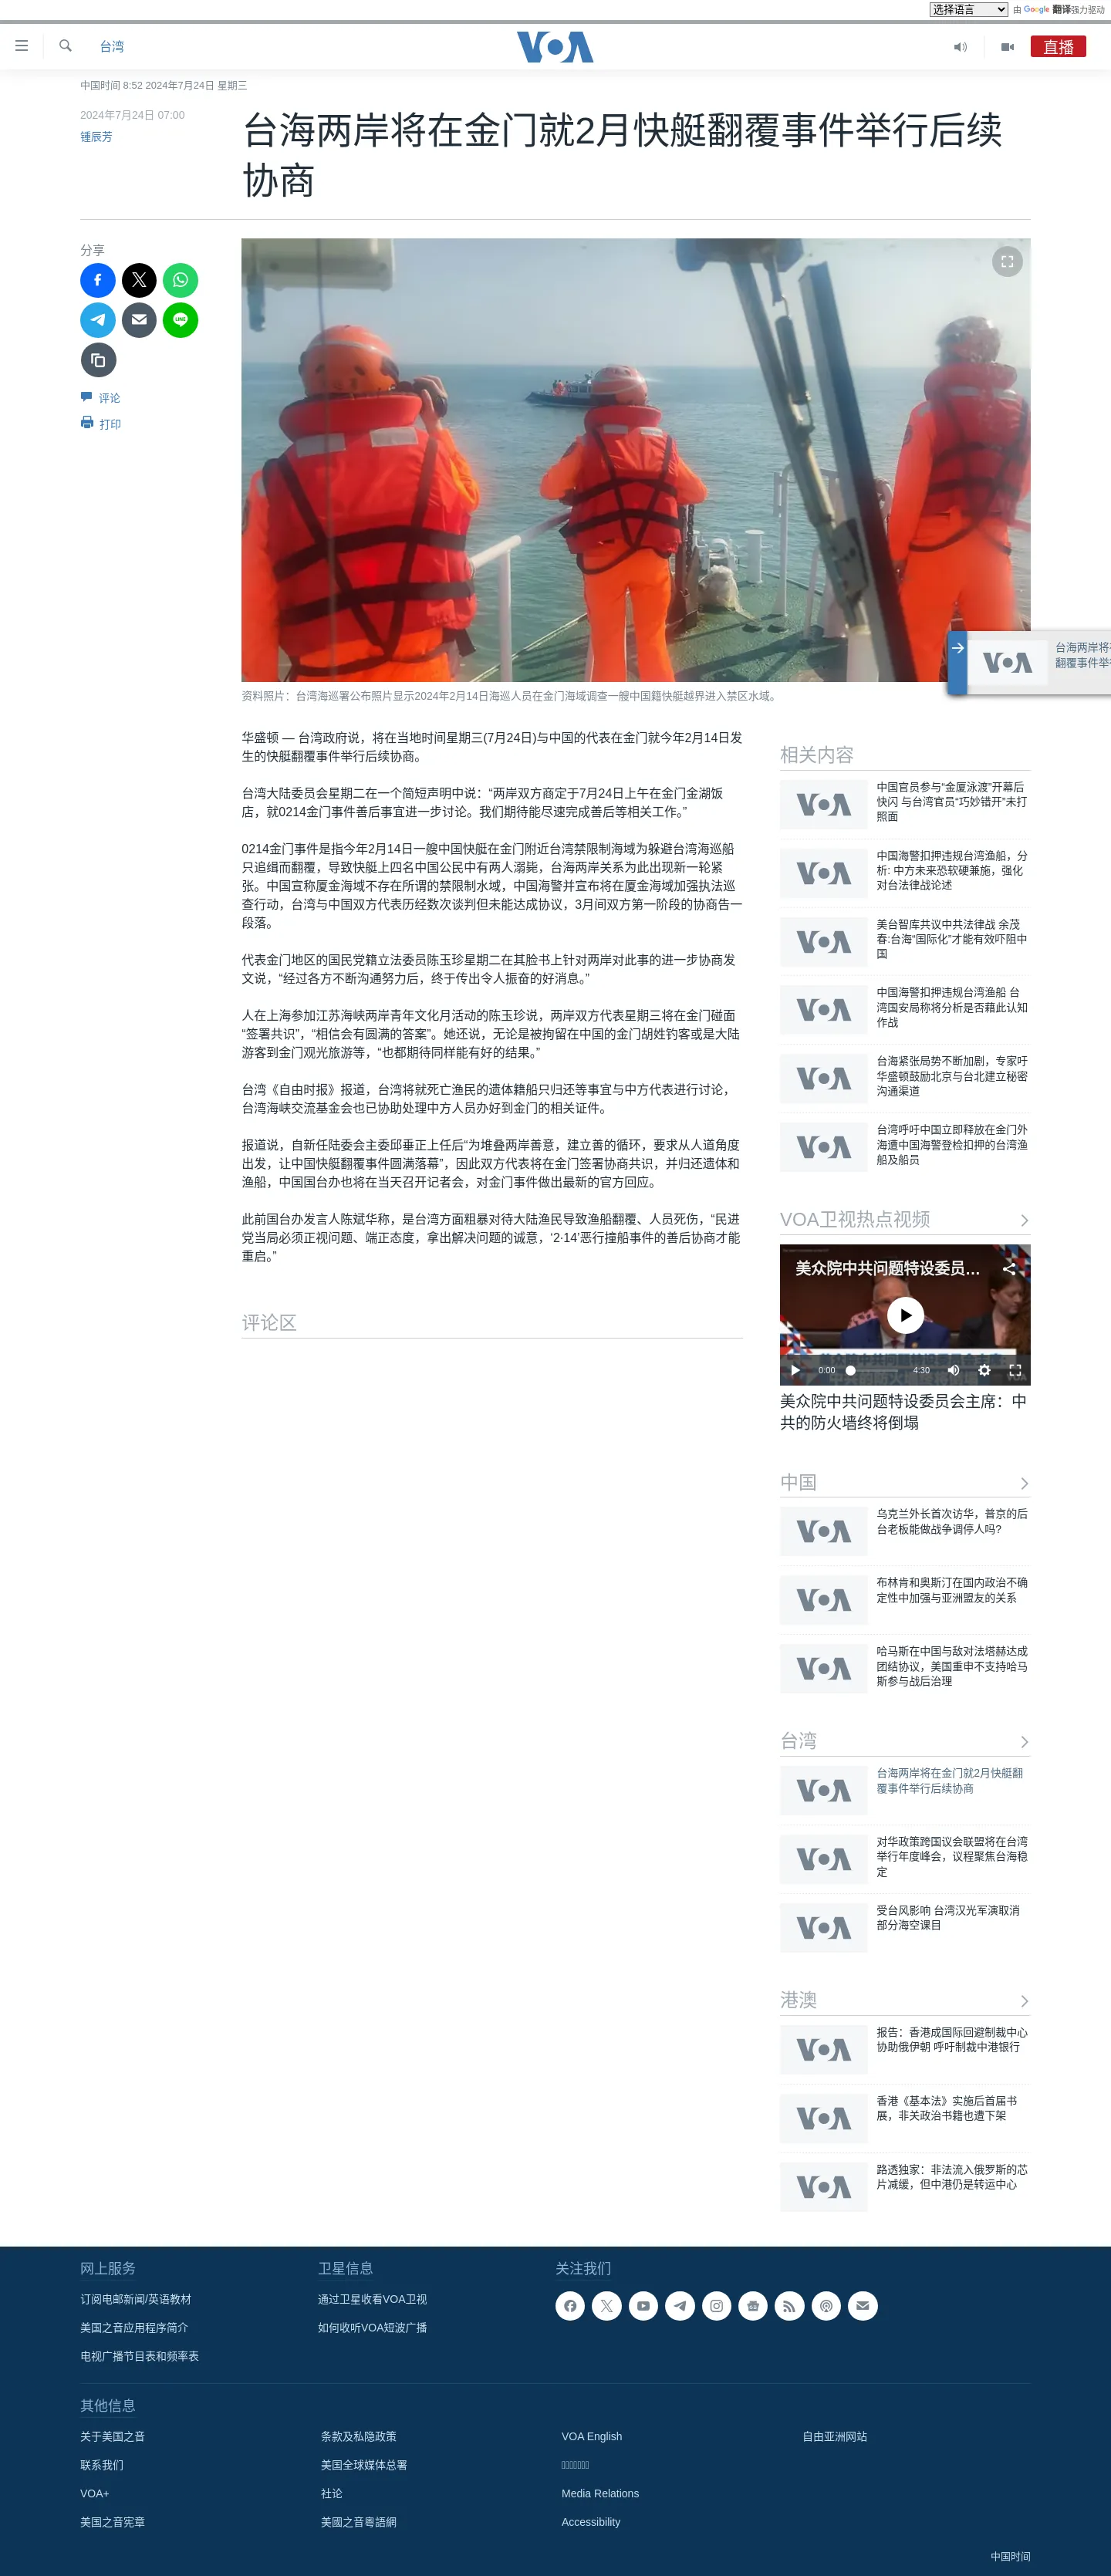 选择语言
由 Google 翻译强力驱动
台湾
VOA
直播
中国时间 8:52 2024年7月24日 星期三
2024年7月24日 07:00
锺辰芳
台海两岸将在金门就2月快艇翻覆事件举行后续
协商
分享
LINE
评论
打印
VOA
台海两岸将
翻覆事件举
资料照片：台湾海巡署公布照片显示2024年2月14日海巡人员在金门海域调查一艘中国籍快艇越界进入禁区水域。
华盛顿 — 台湾政府说，将在当地时间星期三(7月24日)与中国的代表在金门就今年2月14日发
生的快艇翻覆事件举行后续协商。
台湾大陆委员会星期二在一个简短声明中说：“两岸双方商定于7月24日上午在金门金湖饭
店，就0214金门事件善后事宜进一步讨论。我们期待能尽速完成善后等相关工作。”
0214金门事件是指今年2月14日一艘中国快艇在金门附近台湾禁限制海域为躲避台湾海巡船
只追缉而翻覆，导致快艇上四名中国公民中有两人溺毙，台海两岸关系为此出现新一轮紧
张。中国宣称厦金海域不存在所谓的禁限制水域，中国海警并宣布将在厦金海域加强执法巡
查行动，台湾与中国双方代表历经数次谈判但未能达成协议，3月间双方第一阶段的协商告一
段落。
代表金门地区的国民党籍立法委员陈玉珍星期二在其脸书上针对两岸对此事的进一步协商发
文说，“经过各方不断沟通努力后，终于传出令人振奋的好消息。”
人在上海参加江苏海峡两岸青年文化月活动的陈玉珍说，两岸双方代表星期三将在金门碰面
“签署共识”，“相信会有圆满的答案”。她还说，无论是被拘留在中国的金门胡姓钓客或是大陆
游客到金门观光旅游等，“也都期待同样能有好的结果。”
台湾《自由时报》报道，台湾将就死亡渔民的遗体籍船只归还等事宜与中方代表进行讨论，
台湾海峡交流基金会也已协助处理中方人员办好到金门的相关证件。
报道说，自新任陆委会主委邱垂正上任后“为堆叠两岸善意，建立善的循环，要求从人道角度
出发，让中国快艇翻覆事件圆满落幕”，因此双方代表将在金门签署协商共识，并归还遗体和
渔船，中国国台办也将在当天召开记者会，对金门事件做出最新的官方回应。
此前国台办发言人陈斌华称，是台湾方面粗暴对待大陆渔民导致渔船翻覆、人员死伤，“民进
党当局必须正视问题、端正态度，拿出解决问题的诚意，‘2·14’恶行撞船事件的善后协商才能
重启。”
评论区
相关内容
VOA
中国官员参与“金厦泳渡”开幕后
快闪 与台湾官员“巧妙错开”未打
照面
VOA
中国海警扣押违规台湾渔船，分
析: 中方未来恐软硬兼施，强化
对台法律战论述
VOA
美台智库共议中共法律战 余茂
春:台海“国际化”才能有效吓阻中
国
VOA
中国海警扣押违规台湾渔船 台
湾国安局称将分析是否藉此认知
作战
VOA
台海紧张局势不断加剧，专家吁
华盛顿鼓励北京与台北建立秘密
沟通渠道
VOA
台湾呼吁中国立即释放在金门外
海遭中国海警登检扣押的台湾渔
船及船员
VOA卫视热点视频
美众院中共问题特设委员...
0:00
4:30
美众院中共问题特设委员会主席：中
共的防火墙终将倒塌
中国
VOA
乌克兰外长首次访华，普京的后
台老板能做战争调停人吗?
VOA
布林肯和奥斯汀在国内政治不确
定性中加强与亚洲盟友的关系
VOA
哈马斯在中国与敌对法塔赫达成
团结协议，美国重申不支持哈马
斯参与战后治理
台湾
VOA
台海两岸将在金门就2月快艇翻
覆事件举行后续协商
VOA
对华政策跨国议会联盟将在台湾
举行年度峰会，议程聚焦台海稳
定
VOA
受台风影响 台湾汉光军演取消
部分海空课目
港澳
VOA
报告：香港成国际回避制裁中心
协助俄伊朝 呼吁制裁中港银行
VOA
香港《基本法》实施后首届书
展，非关政治书籍也遭下架
VOA
路透独家：非法流入俄罗斯的芯
片减缓，但中港仍是转运中心
网上服务
订阅电邮新闻/英语教材
美国之音应用程序简介
电视广播节目表和频率表
卫星信息
通过卫星收看VOA卫视
如何收听VOA短波广播
关注我们
其他信息
关于美国之音
联系我们
VOA+
美国之音宪章
条款及私隐政策
美国全球媒体总署
社论
美國之音粵語網
VOA English
Media Relations
Accessibility
自由亚洲网站
中国时间